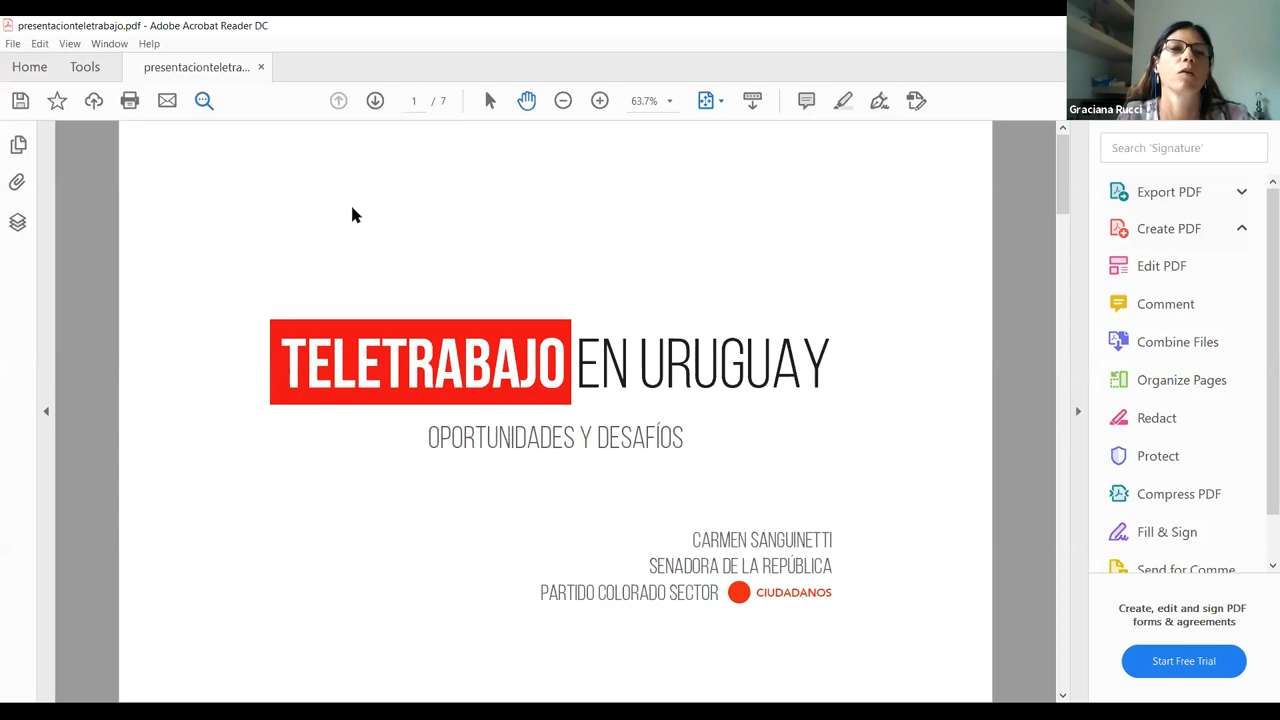 presentacionteletrabajo.pdf - Adobe Acrobat Reader DC
File Edit View Window Help
Home Tools presentacionteletra... ×
1 / 7 63.7%
Graciana Rucci
Search 'Signature'
Export PDF
Create PDF
Edit PDF
Comment
Combine Files
Organize Pages
Redact
Protect
Compress PDF
Fill & Sign
Send for Comme
Create, edit and sign PDF
forms & agreements
Start Free Trial
TELETRABAJO EN URUGUAY
OPORTUNIDADES Y DESAFÍOS
CARMEN SANGUINETTI
SENADORA DE LA REPÚBLICA
PARTIDO COLORADO SECTOR CIUDADANOS